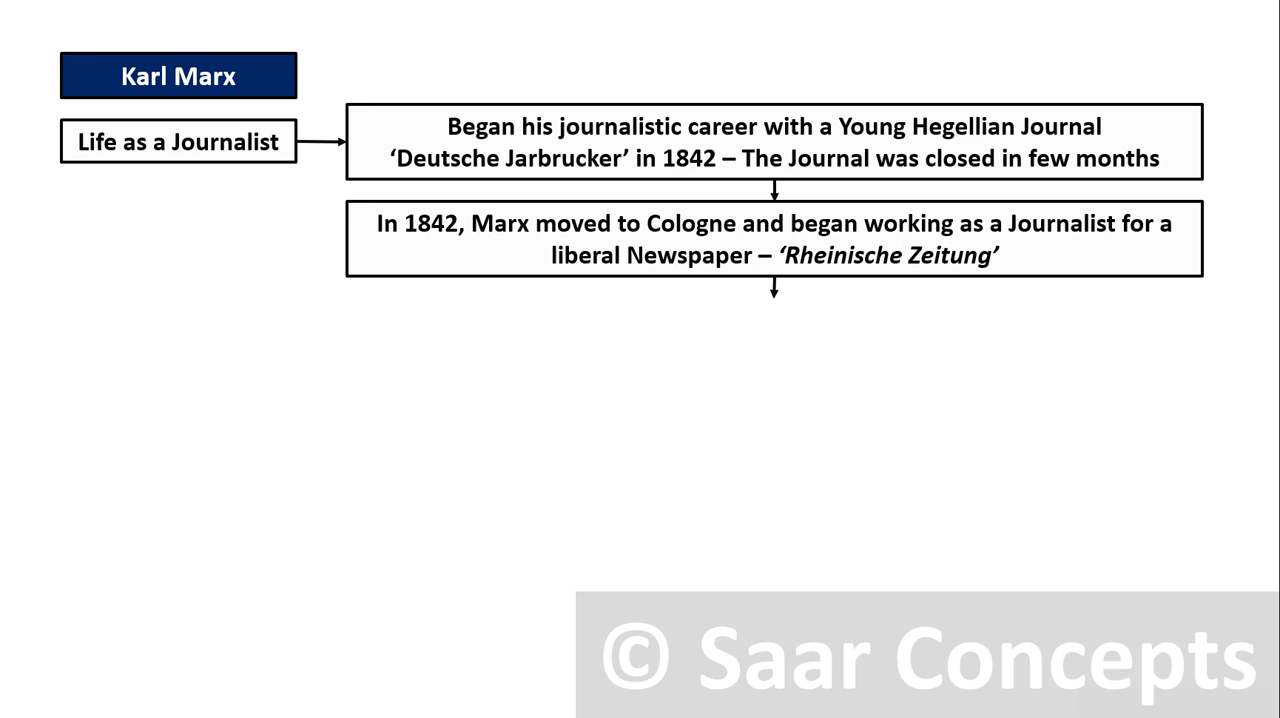 Karl Marx
Life as a Journalist
Began his journalistic career with a Young Hegellian Journal
‘Deutsche Jarbrucker’ in 1842 – The Journal was closed in few months
In 1842, Marx moved to Cologne and began working as a Journalist for a
liberal Newspaper – ‘Rheinische Zeitung’
© Saar Concepts